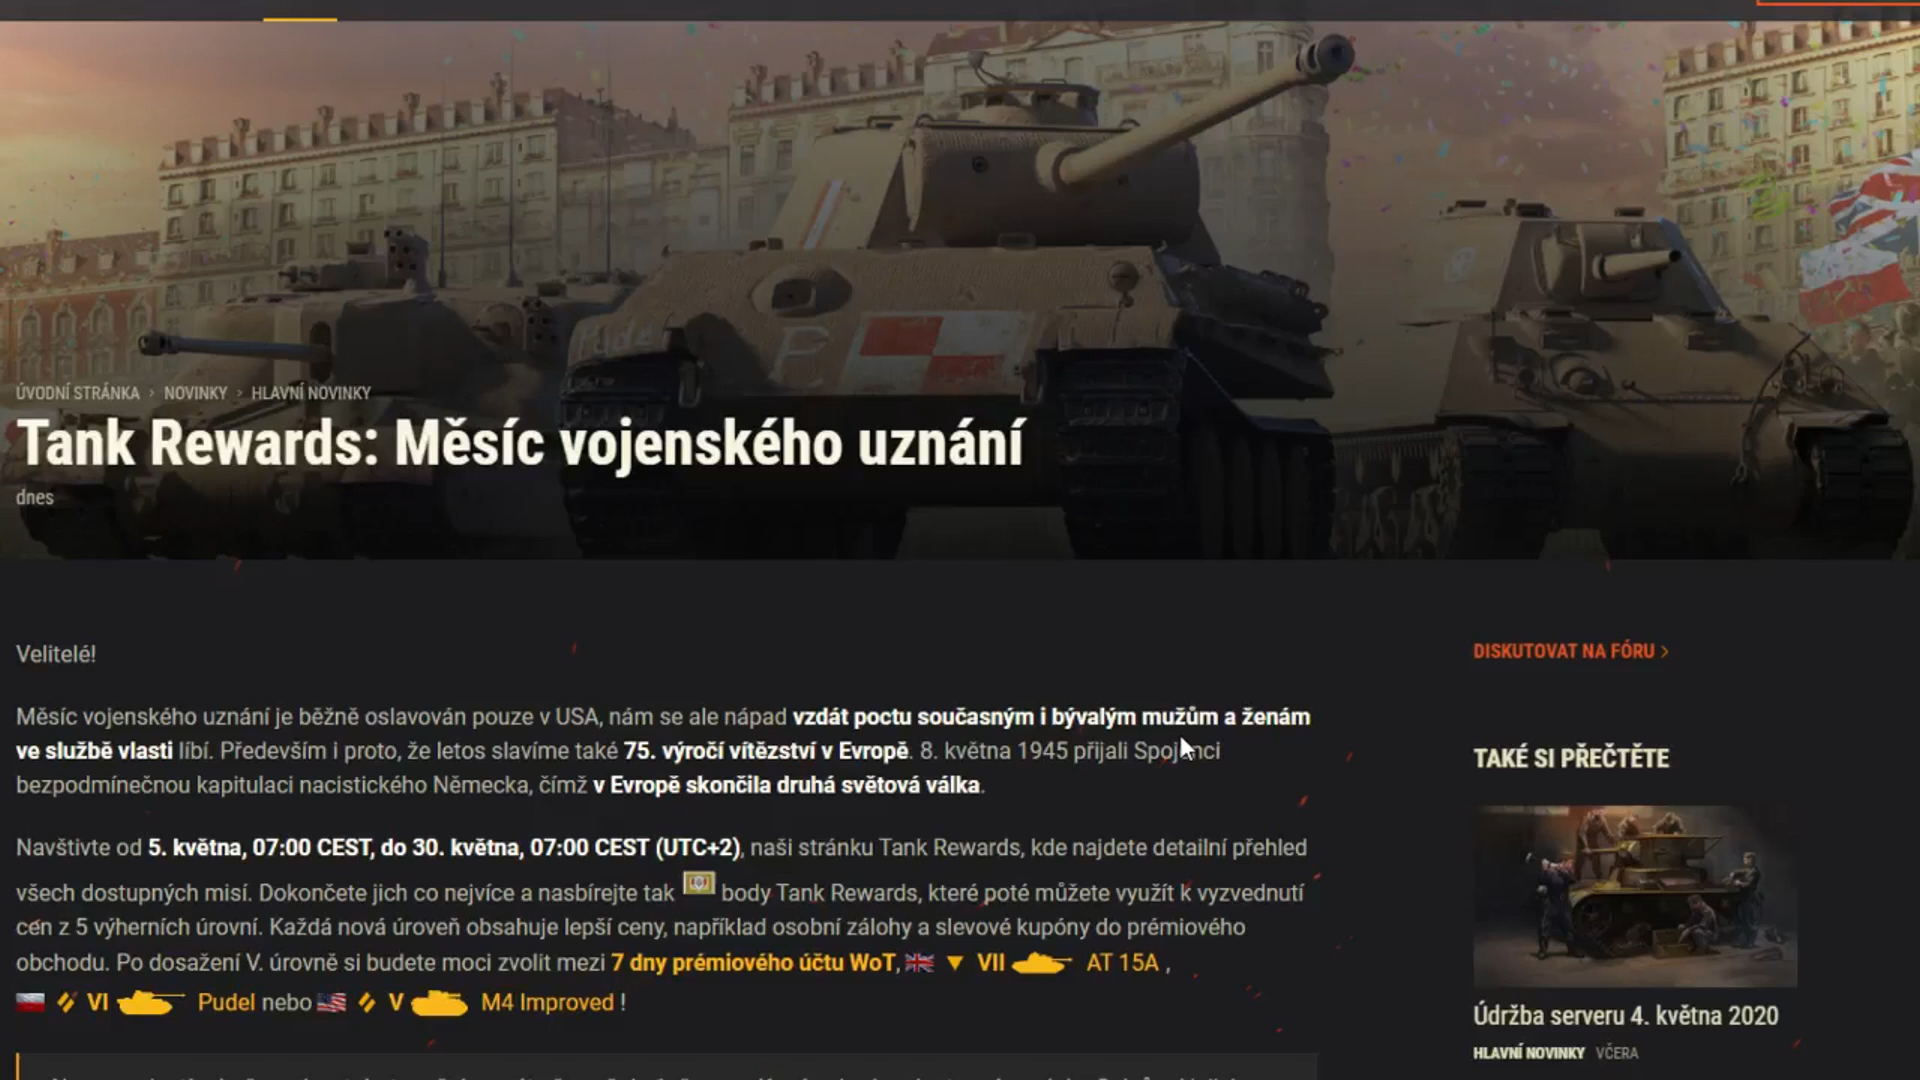 ÚVODNÍ STRÁNKA > NOVINKY > HLAVNÍ NOVINKY
Tank Rewards: Měsíc vojenského uznání
dnes
Pudel
P
Velitelé!
Měsíc vojenského uznání je běžně oslavován pouze v USA, nám se ale nápad vzdát poctu současným i bývalým mužům a ženám
ve službě vlasti líbí. Především i proto, že letos slavíme také 75. výročí vítězství v Evropě. 8. května 1945 přijali Spojenci
bezpodmínečnou kapitulaci nacistického Německa, čímž v Evropě skončila druhá světová válka.
Navštivte od 5. května, 07:00 CEST, do 30. května, 07:00 CEST (UTC+2), naši stránku Tank Rewards, kde najdete detailní přehled
všech dostupných misí. Dokončete jich co nejvíce a nasbírejte tak body Tank Rewards, které poté můžete využít k vyzvednutí
cen z 5 výherních úrovní. Každá nová úroveň obsahuje lepší ceny, například osobní zálohy a slevové kupóny do prémiového
obchodu. Po dosažení V. úrovně si budete moci zvolit mezi 7 dny prémiového účtu WoT, VII AT 15A ,
VI Pudel nebo V M4 Improved !
DISKUTOVAT NA FÓRU >
TAKÉ SI PŘEČTĚTE
Údržba serveru 4. května 2020
HLAVNÍ NOVINKY VČERA